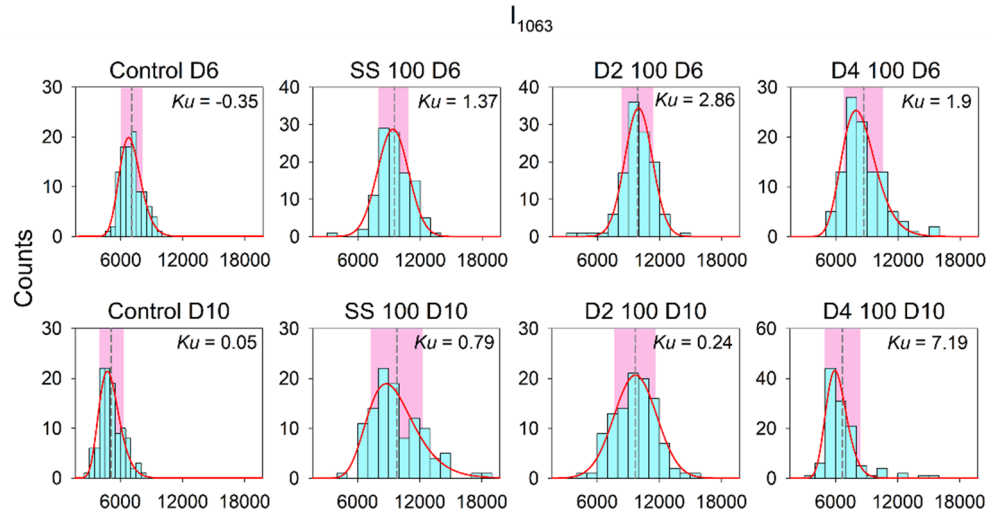 I1063
Control D6
SS 100 D6
D2 100 D6
D4 100 D6
Ku = -0.35
Ku = 1.37
Ku = 2.86
Ku = 1.9
30
20
10
0
40
30
20
10
0
40
30
20
10
0
30
20
10
0
6000 12000 18000
6000 12000 18000
6000 12000 18000
6000 12000 18000
Counts
Control D10
SS 100 D10
D2 100 D10
D4 100 D10
Ku = 0.05
Ku = 0.79
Ku = 0.24
Ku = 7.19
30
20
10
0
30
20
10
0
30
20
10
0
60
40
20
0
6000 12000 18000
6000 12000 18000
6000 12000 18000
6000 12000 18000